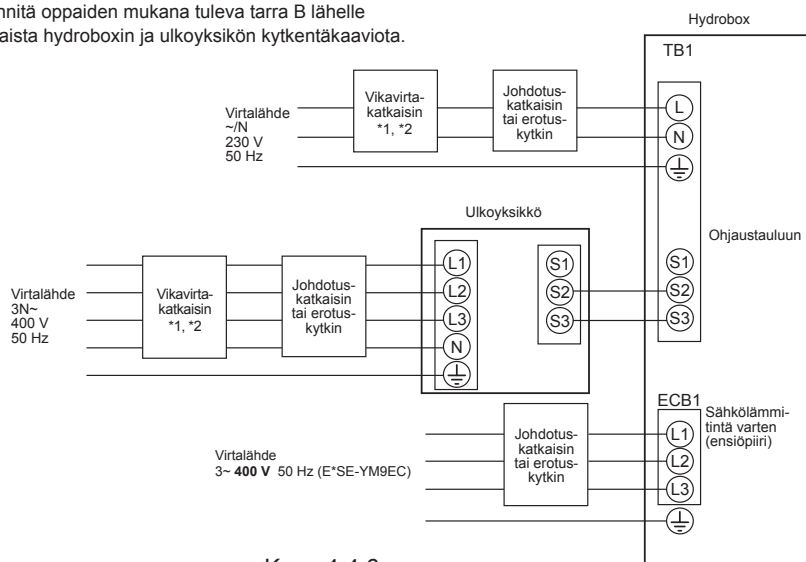 oppaiden mukana tuleva tarra B lähelle
hydroboxin ja ulkoyksikön kytkentäkaaviota.
Hydrobox
TB1
Virtalähde
~/N
230 V
50 Hz
Vikavirta-
katkaisin
*1, *2
Johdotus-
katkaisin
tai erotus-
kytkin
L
N
Ohjaustauluun
S1
S2
S3
Ulkoyksikkö
Virtalähde
3N~
400 V
50 Hz
Vikavirta-
katkaisin
*1, *2
Johdotus-
katkaisin
tai erotus-
kytkin
L1
L2
L3
N
S1
S2
S3
ECB1
Sähkölämmi-
tintä varten
(ensiöpiiri)
Virtalähde
3~ 400 V 50 Hz (E*SE-YM9EC)
Johdotus-
katkaisin
tai erotus-
kytkin
L1
L2
L3